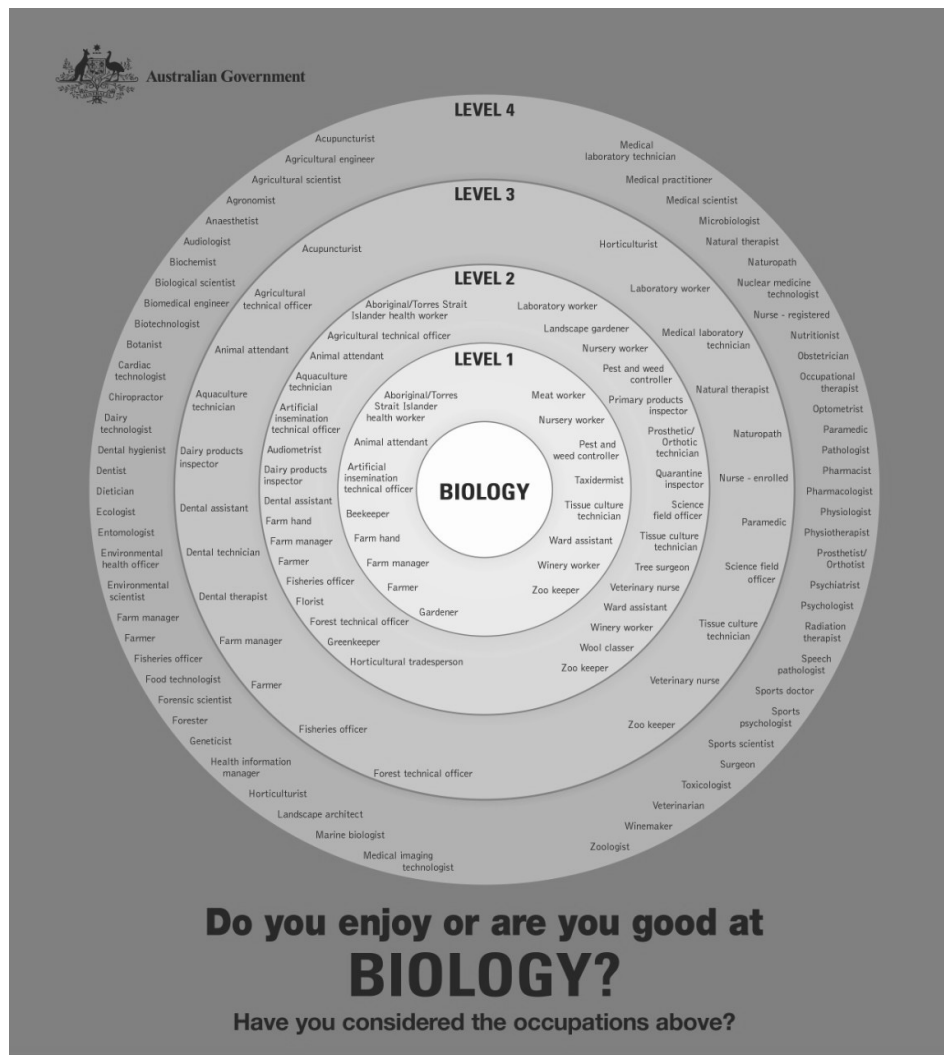 Australian Government
LEVEL 4
Acupuncturist
Agricultural engineer
Agricultural scientist
Agronomist
Anaesthetist
Audiologist
Biochemist
Biological scientist
Biomedical engineer
Biotechnologist
Botanist
Cardiac
technologist
Chiropractor
Dairy
technologist
Dental hygienist
Dentist
Dietician
Ecologist
Entomologist
Environmental
health officer
Environmental
scientist
Farm manager
Farmer
Fisheries officer
Food technologist
Forensic scientist
Forester
Geneticist
Health information
manager
Horticulturist
Landscape architect
Marine biologist
Medical imaging
technologist
Medical
laboratory technician
Medical practitioner
Medical scientist
Microbiologist
Natural therapist
Naturopath
Nuclear medicine
technologist
Nurse - registered
Nutritionist
Obstetrician
Occupational
therapist
Optometrist
Paramedic
Pathologist
Pharmacist
Pharmacologist
Physiologist
Physiotherapist
Prosthetist/
Orthotist
Psychiatrist
Psychologist
Radiation
therapist
Speech
pathologist
Sports doctor
Sports
psychologist
Sports scientist
Surgeon
Toxicologist
Veterinarian
Winemaker
Zoologist
LEVEL 3
Acupuncturist
Agricultural
technical officer
Animal attendant
Aquaculture
technician
Dairy products
inspector
Dental assistant
Dental technician
Dental therapist
Farm manager
Farmer
Fisheries officer
Forest technical officer
Horticulturist
Laboratory worker
Medical laboratory
technician
Natural therapist
Naturopath
Nurse - enrolled
Paramedic
Science field
officer
Tissue culture
technician
Veterinary nurse
Zoo keeper
LEVEL 2
Aboriginal/Torres Strait
Islander health worker
Agricultural technical officer
Animal attendant
Aquaculture
technician
Artificial
insemination
technical officer
Audiometrist
Dairy products
inspector
Dental assistant
Farm hand
Farm manager
Farmer
Fisheries officer
Florist
Forest technical officer
Greenkeeper
Horticultural tradesperson
Laboratory worker
Landscape gardener
Nursery worker
Pest and weed
controller
Primary products
inspector
Prosthetic/
Orthotic
technician
Quarantine
inspector
Science
field officer
Tissue culture
technician
Tree surgeon
Veterinary nurse
Ward assistant
Winery worker
Wool classer
Zoo keeper
LEVEL 1
Aboriginal/Torres
Strait Islander
health worker
Animal attendant
Artificial
insemination
technical officer
Beekeeper
Farm hand
Farm manager
Farmer
Gardener
Meat worker
Nursery worker
Pest and
weed controller
Taxidermist
Tissue culture
technician
Ward assistant
Winery worker
Zoo keeper
BIOLOGY
Do you enjoy or are you good at
BIOLOGY?
Have you considered the occupations above?